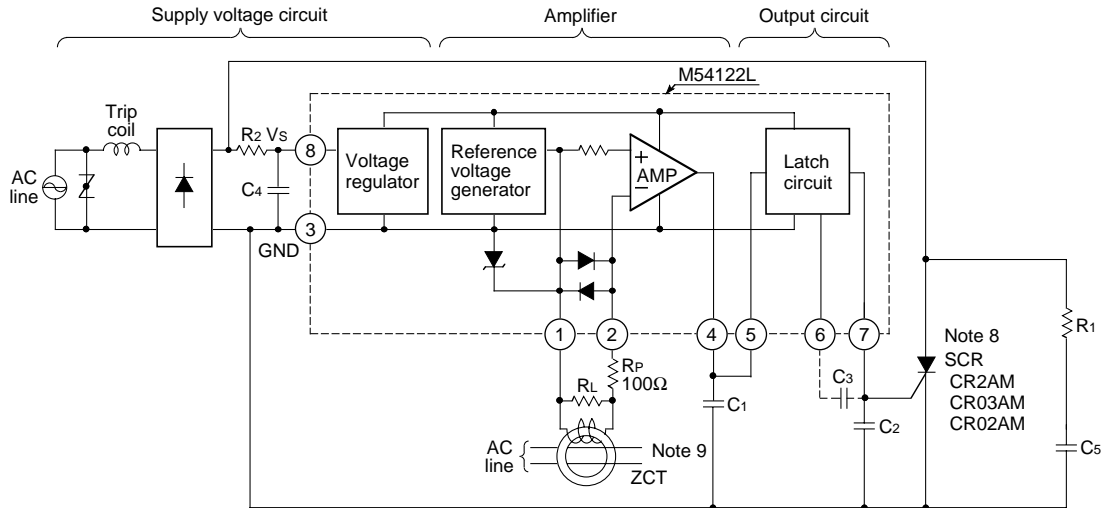 Supply voltage circuit
Amplifier
Output circuit
M54122L
Trip
coil
R2 VS
8
Voltage
regulator
Reference
voltage
generator
+
AMP
−
Latch
circuit
AC
line
C4
3
GND
1
2
4
5
6
7
R1
Note 8
SCR
CR2AM
CR03AM
CR02AM
RP
100Ω
RL
C3
C1
C2
C5
AC
line
Note 9
ZCT